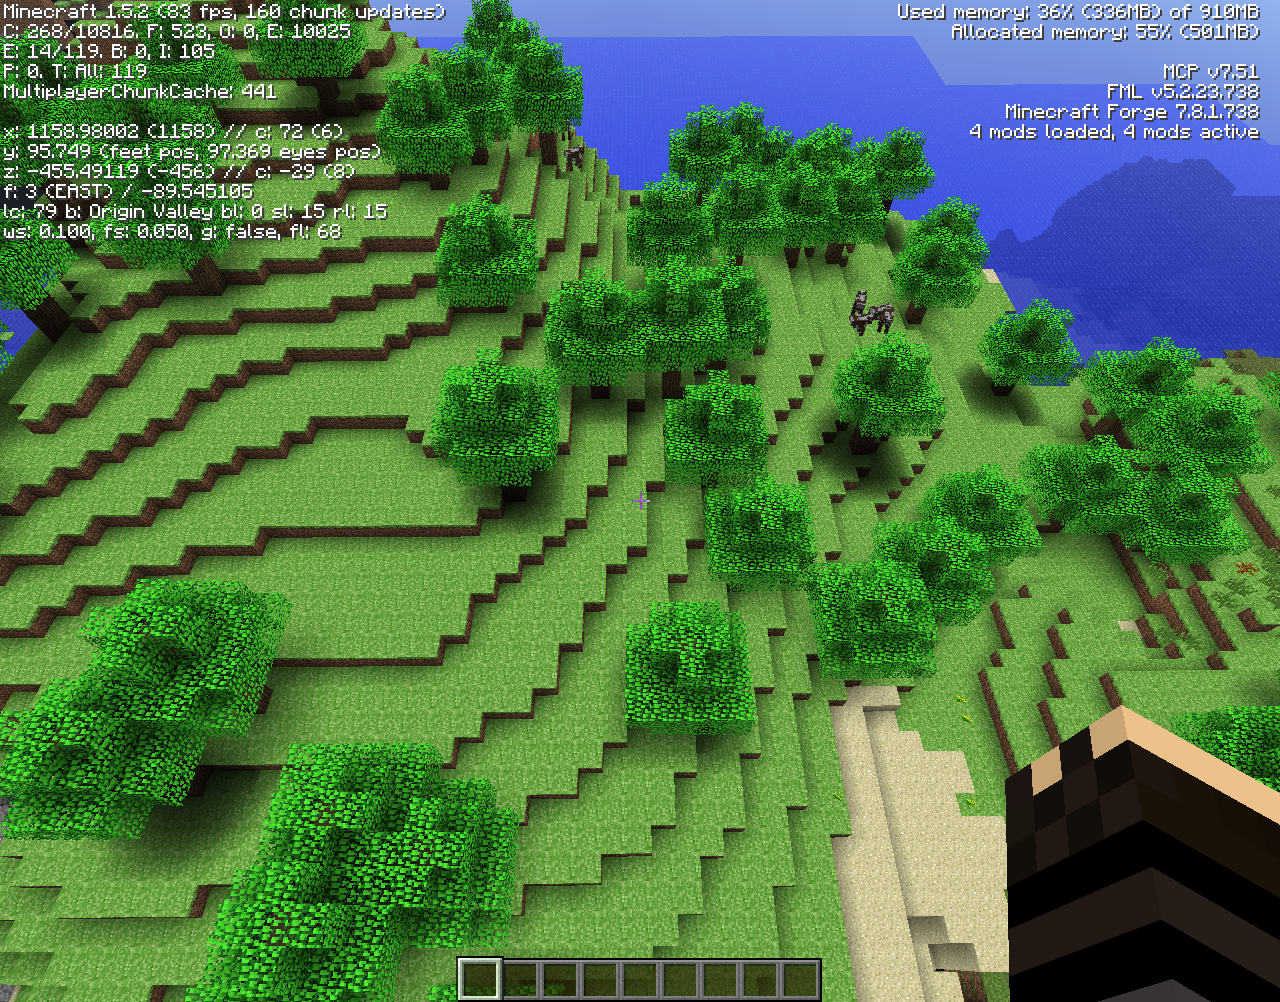 Minecraft 1.5.2 (83 fps, 160 chunk updates)
C: 268/10816. F: 523, O: 0, E: 10025
E: 14/119. B: 0, I: 105
P: 0. T: All: 119
MultiplayerChunkCache: 441
x: 1158.98002 (1158) // c: 72 (6)
y: 95.749 (feet pos, 97.369 eyes pos)
z: -455.49119 (-456) // c: -29 (8)
f: 3 (EAST) / -89.545105
lc: 79 b: Origin Valley bl: 0 sl: 15 rl: 15
ws: 0.100, fs: 0.050, g: false, fl: 68
Used memory: 36% (336MB) of 910MB
Allocated memory: 55% (501MB)
MCP v7.51
FML v5.2.23.738
Minecraft Forge 7.8.1.738
4 mods loaded, 4 mods active